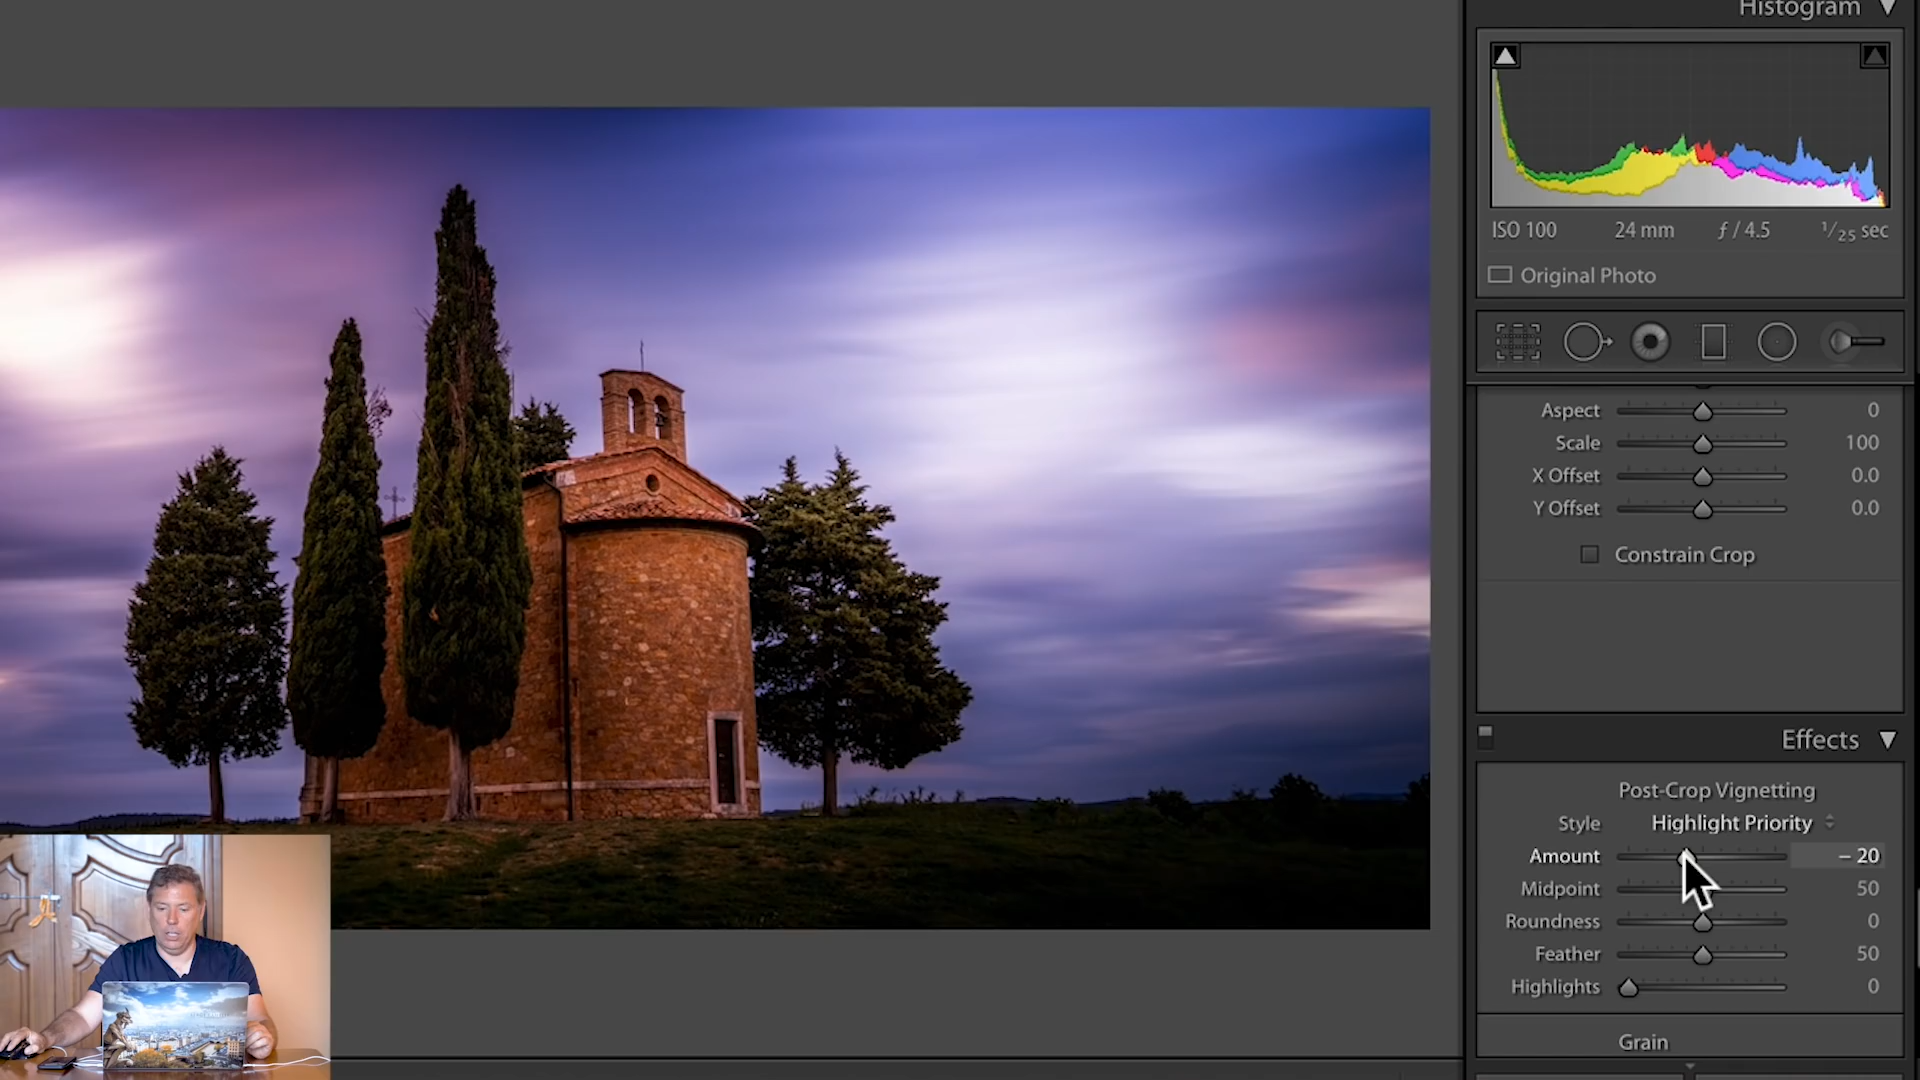 Histogram
ISO 100 24 mm ƒ / 4.5 1/25 sec
Original Photo
Aspect 0
Scale 100
X Offset 0.0
Y Offset 0.0
Constrain Crop
Effects
Post-Crop Vignetting
Style Highlight Priority
Amount – 20
Midpoint 50
Roundness 0
Feather 50
Highlights 0
Grain